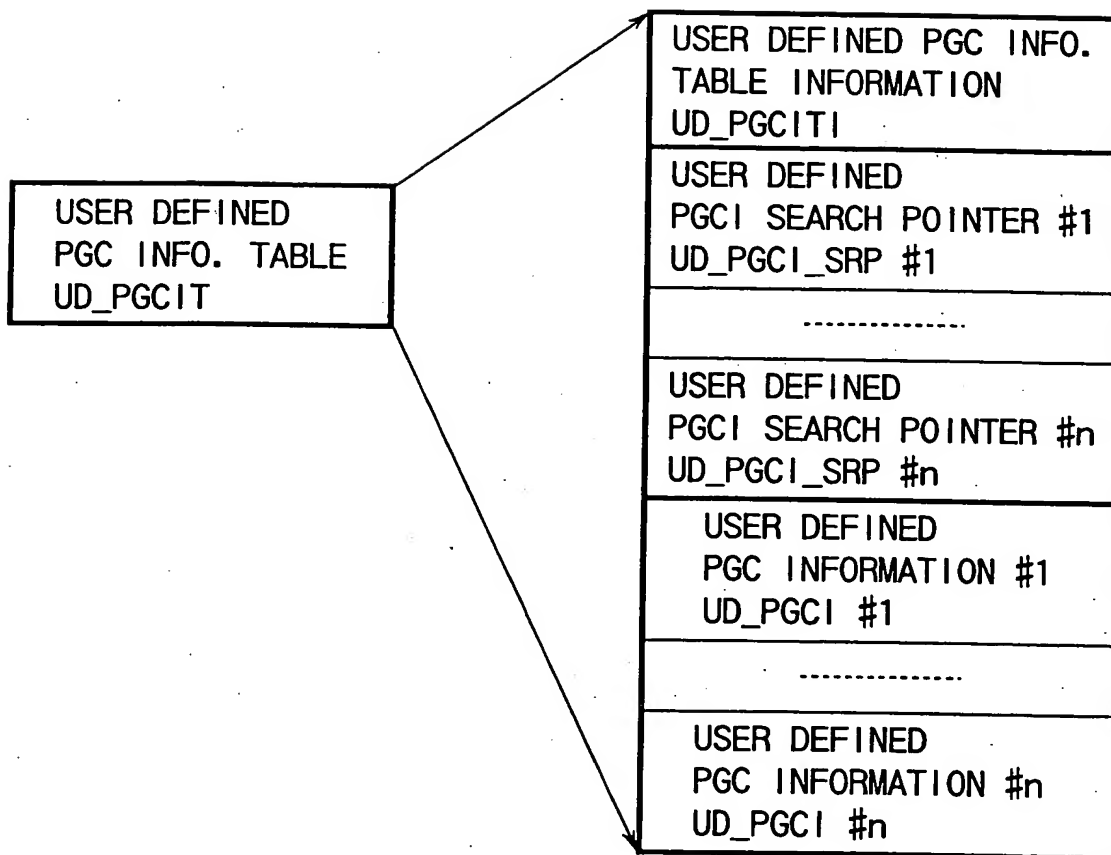 USER DEFINED
PGC INFO. TABLE
UD_PGCIT
USER DEFINED PGC INFO.
TABLE INFORMATION
UD_PGCITI
USER DEFINED
PGCI SEARCH POINTER #1
UD_PGCI_SRP #1
USER DEFINED
PGCI SEARCH POINTER #n
UD_PGCI_SRP #n
USER DEFINED
PGC INFORMATION #1
UD_PGCI #1
USER DEFINED
PGC INFORMATION #n
UD_PGCI #n